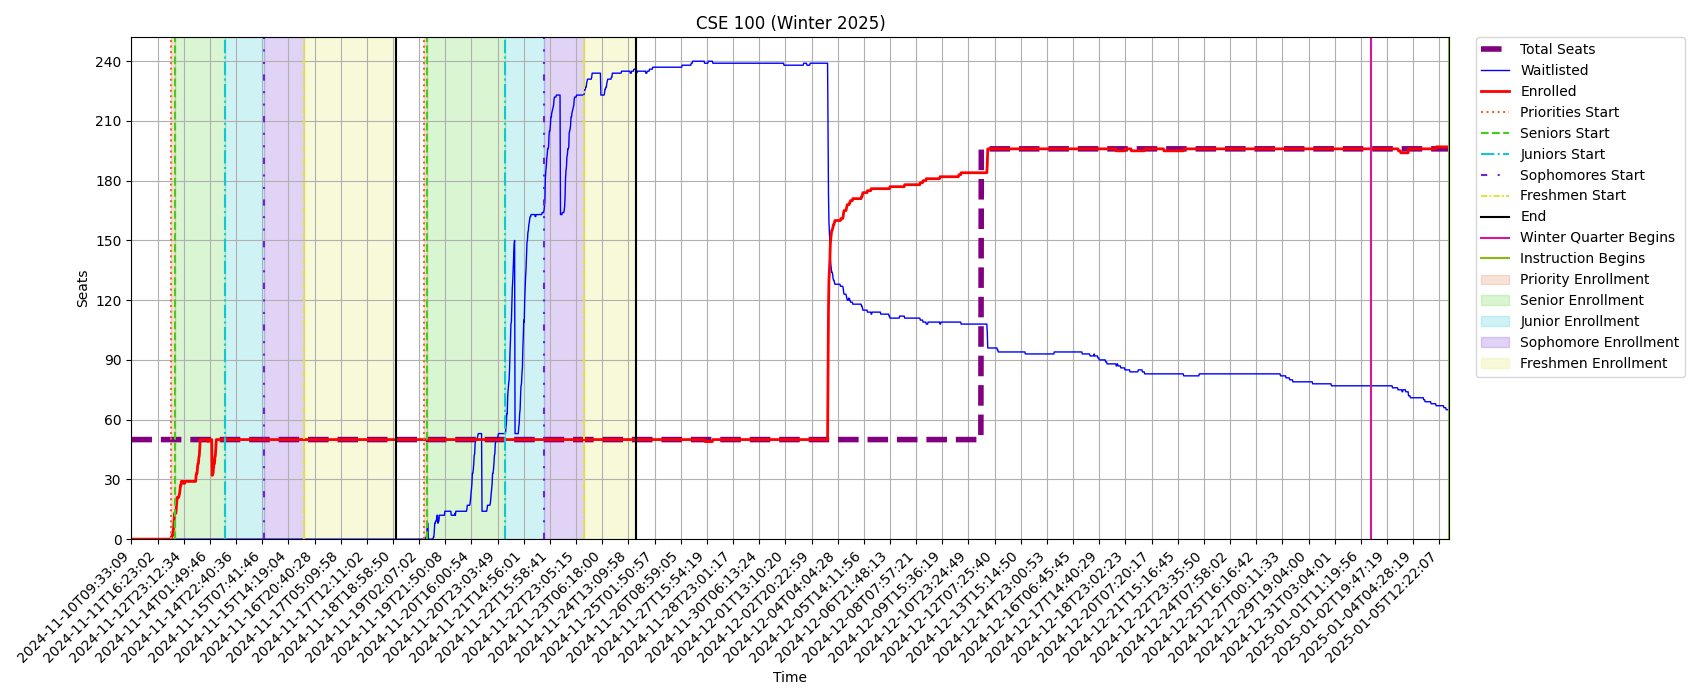 CSE 100 (Winter 2025)
Seats
240
210
180
150
120
90
60
30
0
2024-11-10T09:33:09
2024-11-11T16:23:02
2024-11-12T23:12:34
2024-11-14T01:49:46
2024-11-14T22:40:36
2024-11-15T07:41:46
2024-11-15T14:19:04
2024-11-16T20:40:28
2024-11-17T05:09:58
2024-11-17T12:11:02
2024-11-18T18:58:50
2024-11-19T02:07:02
2024-11-19T21:50:08
2024-11-20T16:00:54
2024-11-20T23:03:49
2024-11-21T14:56:01
2024-11-22T15:58:41
2024-11-22T23:05:15
2024-11-23T06:18:00
2024-11-24T13:09:58
2024-11-25T01:50:57
2024-11-26T08:59:05
2024-11-27T15:54:19
2024-11-28T23:01:17
2024-11-30T06:13:24
2024-12-01T13:10:20
2024-12-02T20:22:59
2024-12-04T04:04:28
2024-12-05T14:11:56
2024-12-06T21:48:13
2024-12-08T07:57:21
2024-12-09T15:36:19
2024-12-10T23:24:49
2024-12-12T07:25:40
2024-12-13T15:14:50
2024-12-14T23:00:53
2024-12-16T06:45:45
2024-12-17T14:40:29
2024-12-18T23:02:23
2024-12-20T07:20:17
2024-12-21T15:16:45
2024-12-22T23:35:50
2024-12-24T07:58:02
2024-12-25T16:16:42
2024-12-27T00:11:33
2024-12-29T19:04:00
2024-12-31T03:04:01
2025-01-01T11:19:56
2025-01-02T19:47:19
2025-01-04T04:28:19
2025-01-05T12:22:07
Time
Total Seats
Waitlisted
Enrolled
Priorities Start
Seniors Start
Juniors Start
Sophomores Start
Freshmen Start
End
Winter Quarter Begins
Instruction Begins
Priority Enrollment
Senior Enrollment
Junior Enrollment
Sophomore Enrollment
Freshmen Enrollment